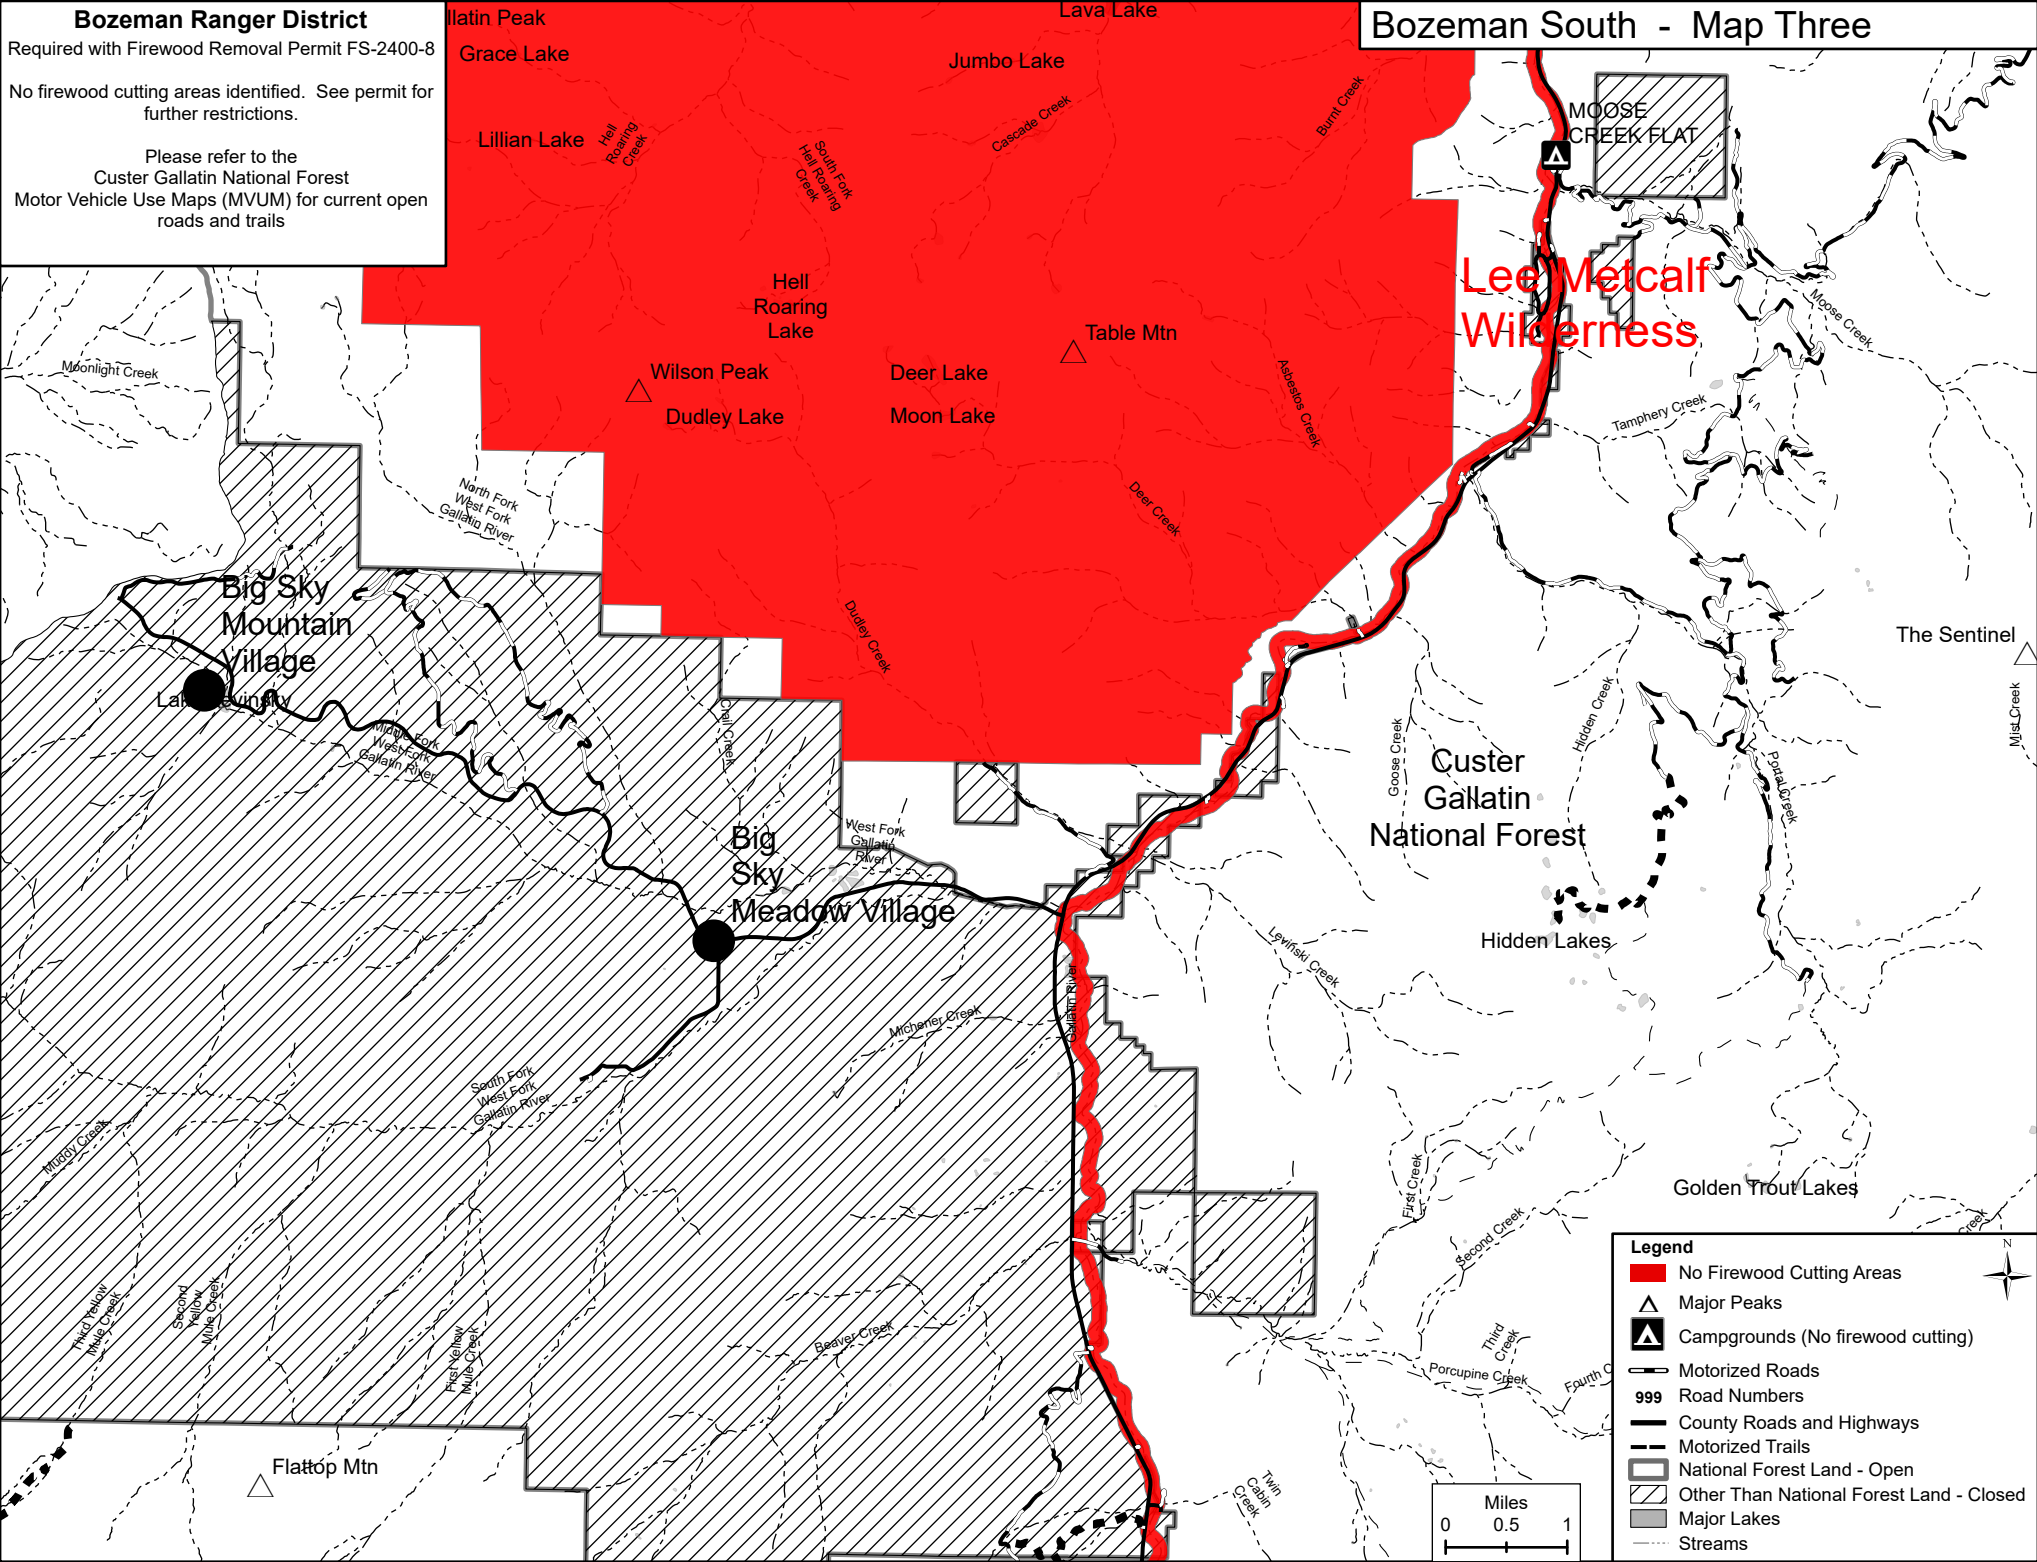 Bozeman Ranger District
Required with Firewood Removal Permit FS-2400-8
No firewood cutting areas identified.  See permit for
further restrictions.
Please refer to the
Custer Gallatin National Forest
Motor Vehicle Use Maps (MVUM) for current open
roads and trails
Bozeman South  -  Map Three
llatin Peak
Grace Lake
Lava Lake
Jumbo Lake
Lillian Lake
Hell
Roaring
Creek
South Fork
Hell Roaring
Creek
Cascade Creek
Burnt Creek
MOOSE
CREEK FLAT
Hell
Roaring
Lake
Table Mtn
Lee Metcalf
Wilderness
Moose Creek
Moonlight Creek
Wilson Peak
Deer Lake
Dudley Lake
Moon Lake
Asbestos Creek
Tamphery Creek
North Fork
West Fork
Gallatin River
Deer Creek
Big Sky
Mountain
Village
Lake Levinsky
Dudley Creek
The Sentinel
Mist Creek
Middle Fork
West Fork
Gallatin River
Crail Creek
Goose Creek
Hidden Creek
Portal Creek
Custer
Gallatin
National Forest
Big
Sky
Meadow Village
West Fork
Gallatin
River
Hidden Lakes
Levinski Creek
Gallatin River
Michener Creek
South Fork
West Fork
Gallatin River
Muddy Creek
First Creek
Second Creek
Golden Trout Lakes
Creek
Third Yellow
Mule Creek
Second
Yellow
Mule Creek
First Yellow
Mule Creek
Beaver Creek
Third
Creek
Porcupine Creek
Fourth C
Flattop Mtn
Twin
Cabin
Creek
Miles
0 0.5 1
Legend
N
No Firewood Cutting Areas
Major Peaks
Campgrounds (No firewood cutting)
Motorized Roads
999 Road Numbers
County Roads and Highways
Motorized Trails
National Forest Land - Open
Other Than National Forest Land - Closed
Major Lakes
Streams